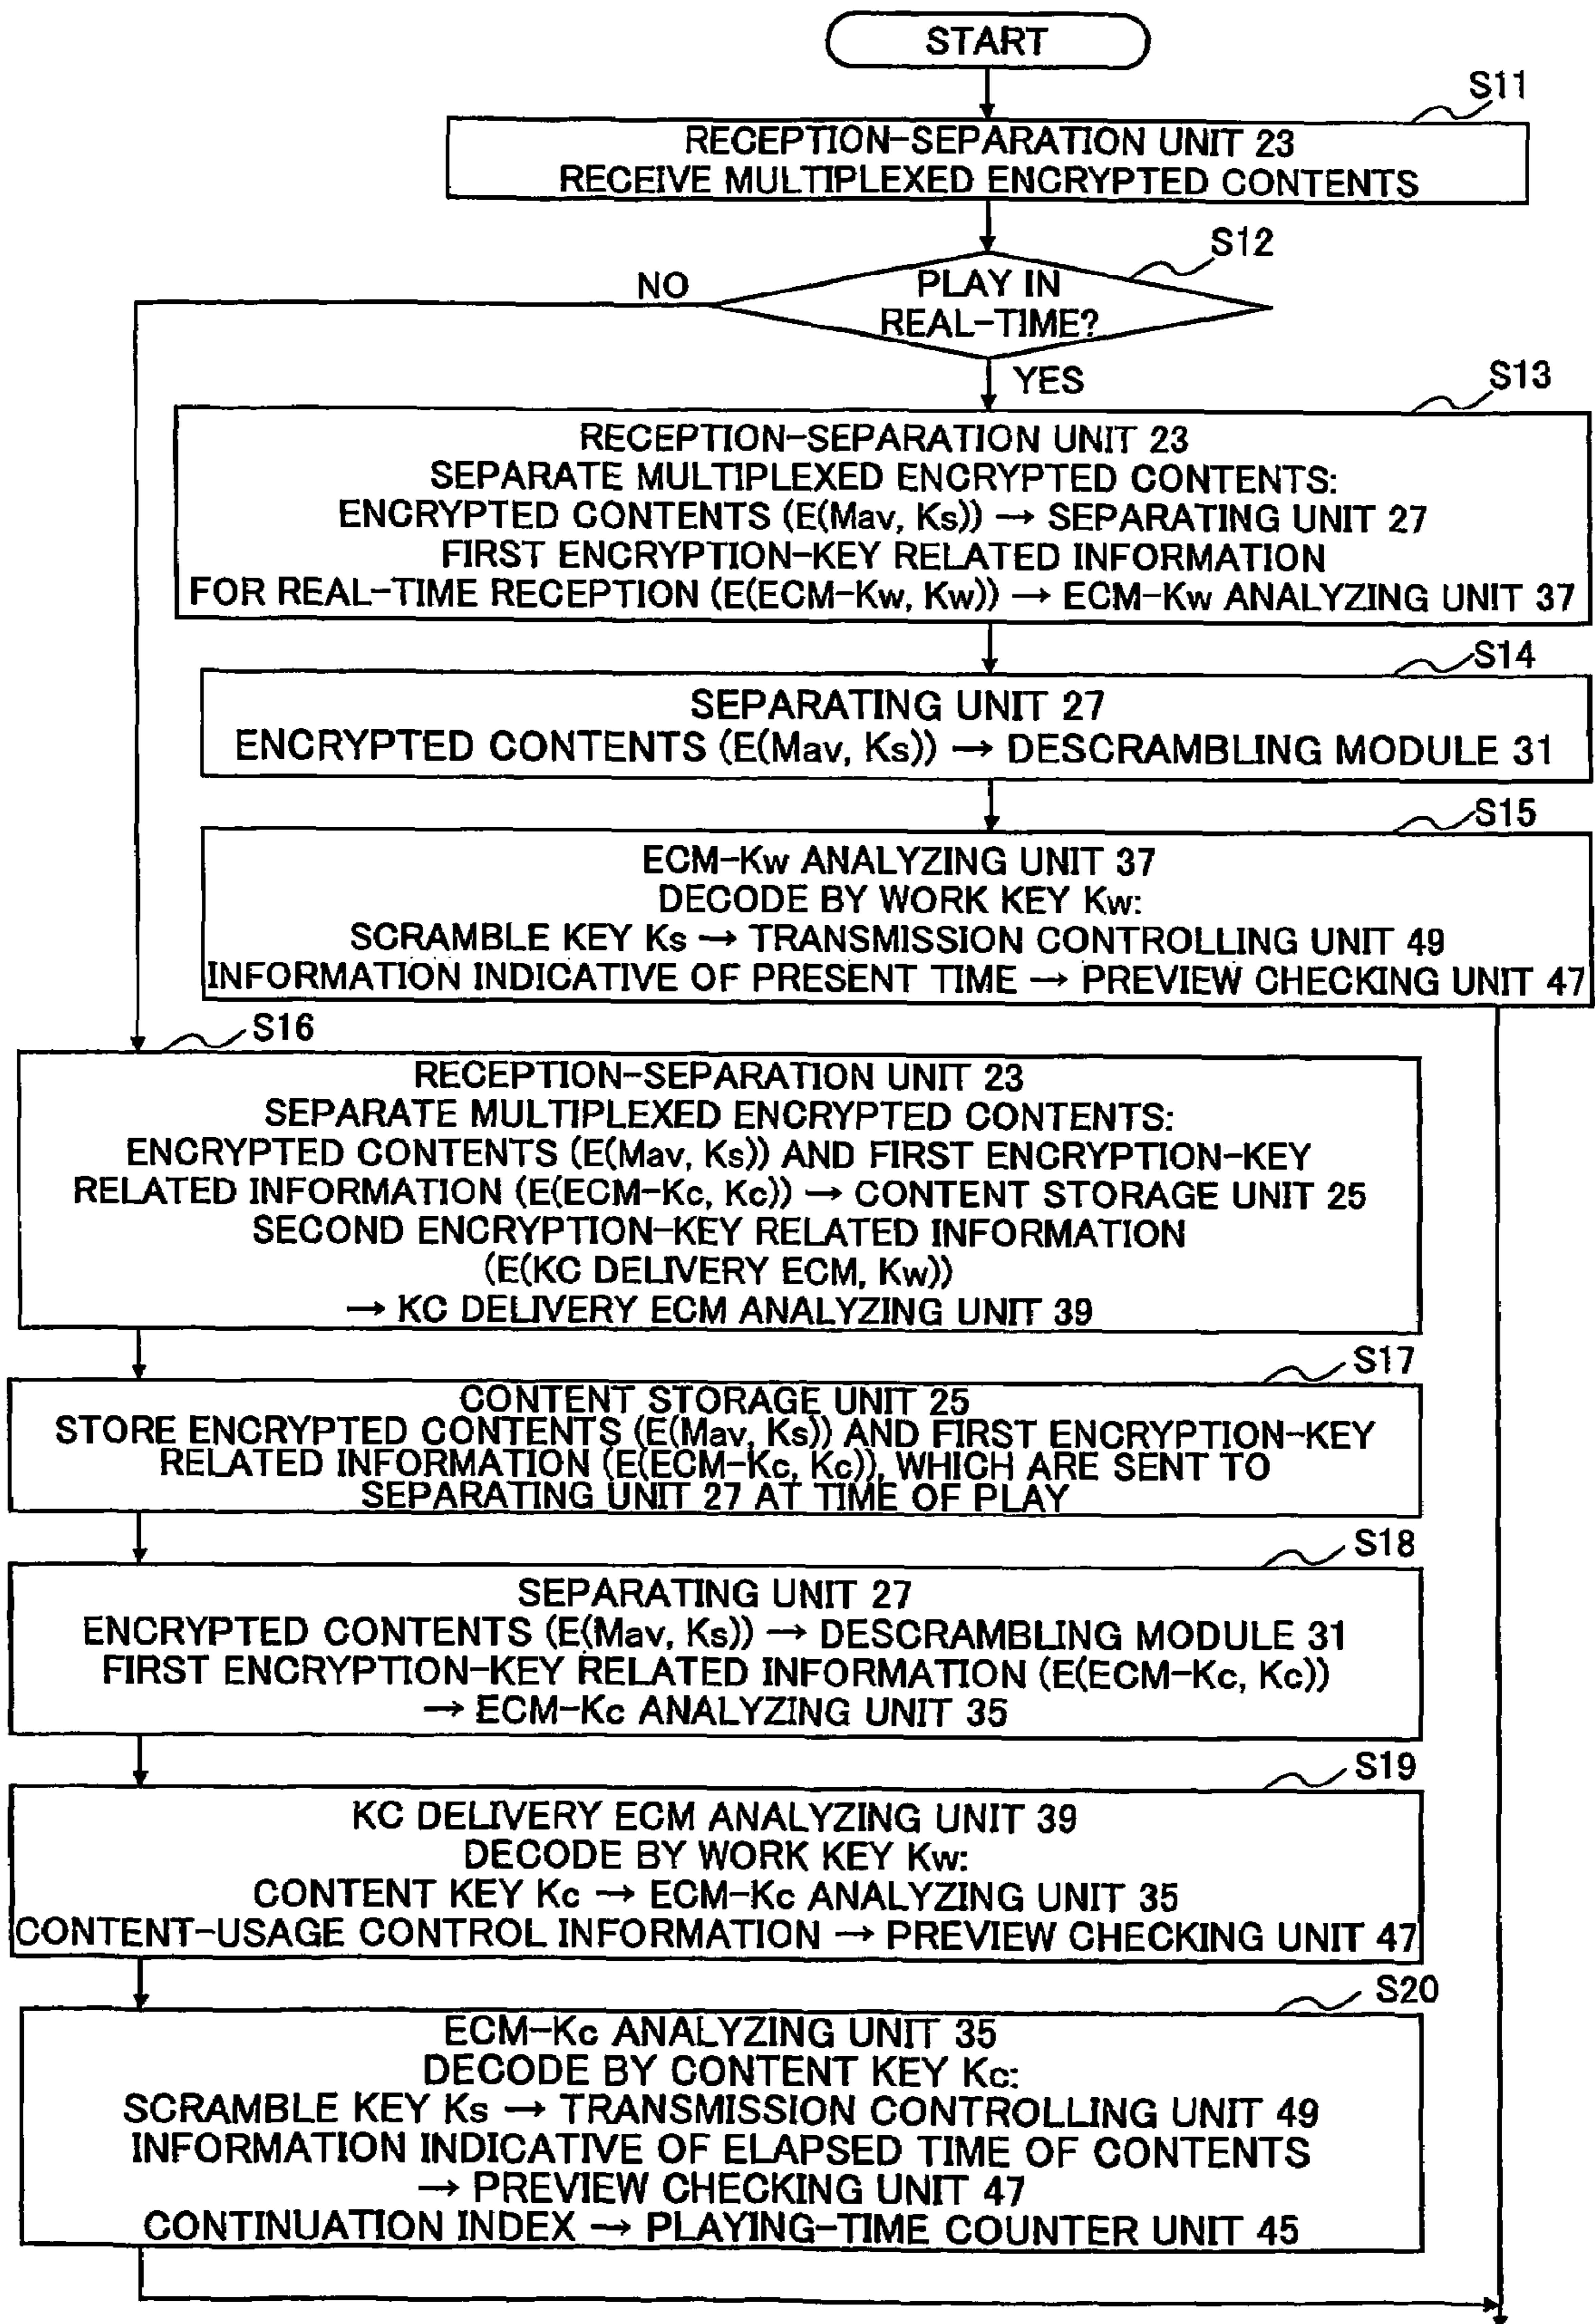 START
S11
RECEPTION-SEPARATION UNIT 23
RECEIVE MULTIPLEXED ENCRYPTED CONTENTS
S12
NO
PLAY IN
REAL-TIME?
YES
S13
RECEPTION-SEPARATION UNIT 23
SEPARATE MULTIPLEXED ENCRYPTED CONTENTS:
ENCRYPTED CONTENTS (E(Mav, Ks)) → SEPARATING UNIT 27
FIRST ENCRYPTION-KEY RELATED INFORMATION
FOR REAL-TIME RECEPTION (E(ECM-Kw, Kw)) → ECM-Kw ANALYZING UNIT 37
S14
SEPARATING UNIT 27
ENCRYPTED CONTENTS (E(Mav, Ks)) → DESCRAMBLING MODULE 31
S15
ECM-Kw ANALYZING UNIT 37
DECODE BY WORK KEY Kw:
SCRAMBLE KEY Ks → TRANSMISSION CONTROLLING UNIT 49
INFORMATION INDICATIVE OF PRESENT TIME → PREVIEW CHECKING UNIT 47
S16
RECEPTION-SEPARATION UNIT 23
SEPARATE MULTIPLEXED ENCRYPTED CONTENTS:
ENCRYPTED CONTENTS (E(Mav, Ks)) AND FIRST ENCRYPTION-KEY
RELATED INFORMATION (E(ECM-Kc, Kc)) → CONTENT STORAGE UNIT 25
SECOND ENCRYPTION-KEY RELATED INFORMATION
(E(KC DELIVERY ECM, Kw))
→ KC DELIVERY ECM ANALYZING UNIT 39
S17
CONTENT STORAGE UNIT 25
STORE ENCRYPTED CONTENTS (E(Mav, Ks)) AND FIRST ENCRYPTION-KEY
RELATED INFORMATION (E(ECM-Kc, Kc)), WHICH ARE SENT TO
SEPARATING UNIT 27 AT TIME OF PLAY
S18
SEPARATING UNIT 27
ENCRYPTED CONTENTS (E(Mav, Ks)) → DESCRAMBLING MODULE 31
FIRST ENCRYPTION-KEY RELATED INFORMATION (E(ECM-Kc, Kc))
→ ECM-Kc ANALYZING UNIT 35
S19
KC DELIVERY ECM ANALYZING UNIT 39
DECODE BY WORK KEY Kw:
CONTENT KEY Kc → ECM-Kc ANALYZING UNIT 35
CONTENT-USAGE CONTROL INFORMATION → PREVIEW CHECKING UNIT 47
S20
ECM-Kc ANALYZING UNIT 35
DECODE BY CONTENT KEY Kc:
SCRAMBLE KEY Ks → TRANSMISSION CONTROLLING UNIT 49
INFORMATION INDICATIVE OF ELAPSED TIME OF CONTENTS
→ PREVIEW CHECKING UNIT 47
CONTINUATION INDEX → PLAYING-TIME COUNTER UNIT 45